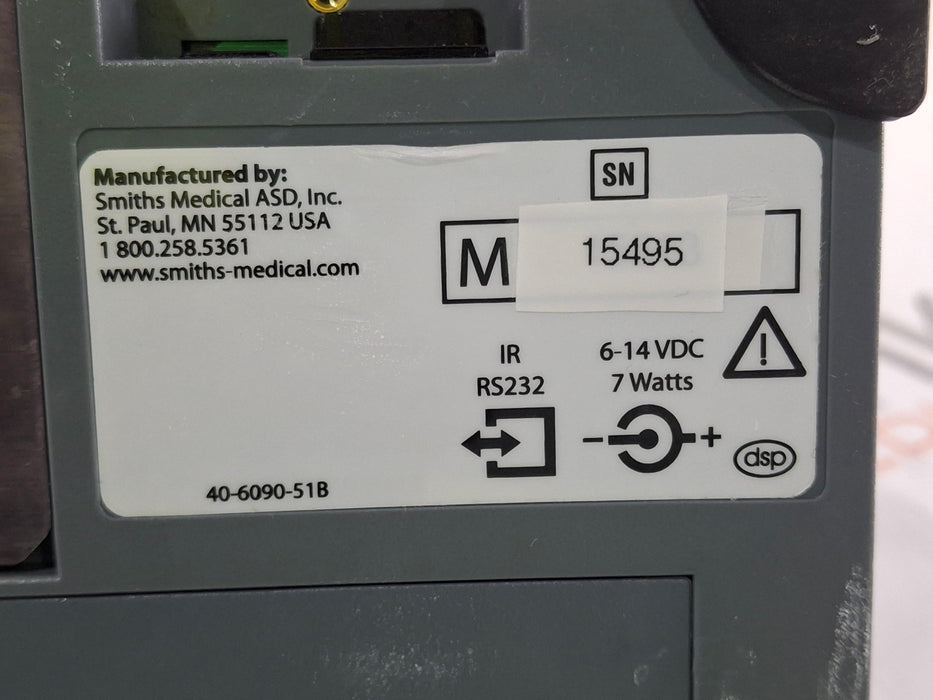 Manufactured by:
Smiths Medical ASD, Inc.
St. Paul, MN 55112 USA
1 800.258.5361
www.smiths-medical.com
SN
M 15495
IR
RS232
6-14 VDC
7 Watts
!
- +
dsp
40-6090-51B